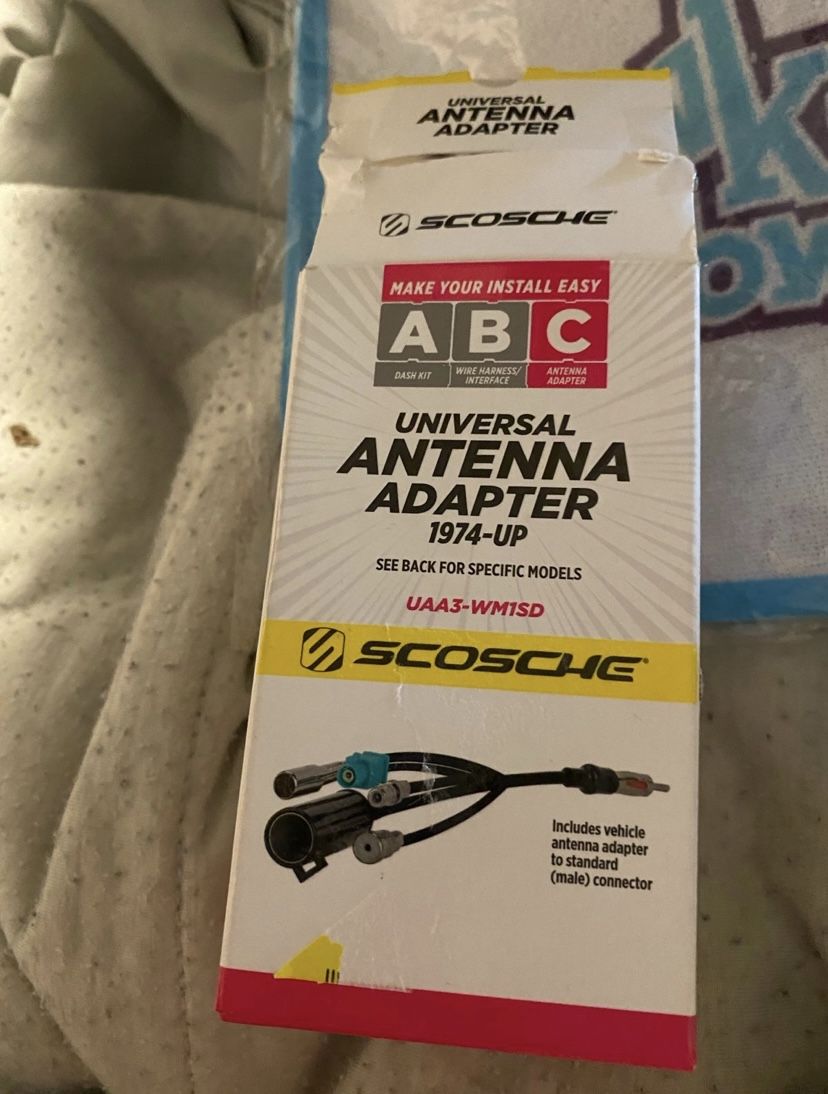 UNIVERSAL
ANTENNA
ADAPTER
SCOSCHE
MAKE YOUR INSTALL EASY
A B C
DASH KIT
WIRE HARNESS/
INTERFACE
ANTENNA
ADAPTER
UNIVERSAL
ANTENNA
ADAPTER
1974-UP
SEE BACK FOR SPECIFIC MODELS
UAA3-WM1SD
SCOSCHE
Includes vehicle
antenna adapter
to standard
(male) connector